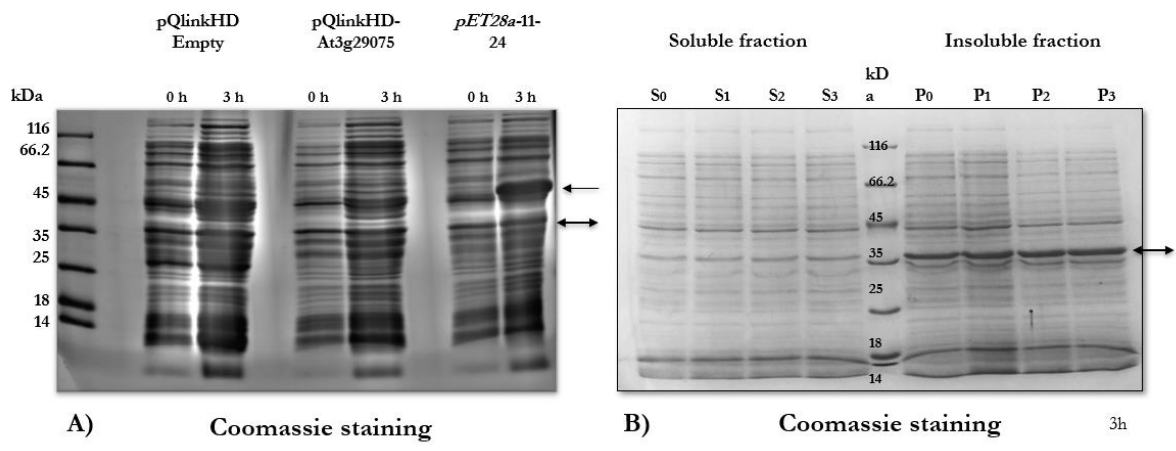 pQlinkHD
Empty
pQlinkHD-
At3g29075
pET28a-11-
24
kDa
0 h 3 h 0 h 3 h 0 h 3 h
116
66.2
45
35
25
18
14
A) Coomassie staining
Soluble fraction Insoluble fraction
S0 S1 S2 S3 kD
a P0 P1 P2 P3
116
66.2
45
35
25
18
14
B) Coomassie staining 3h